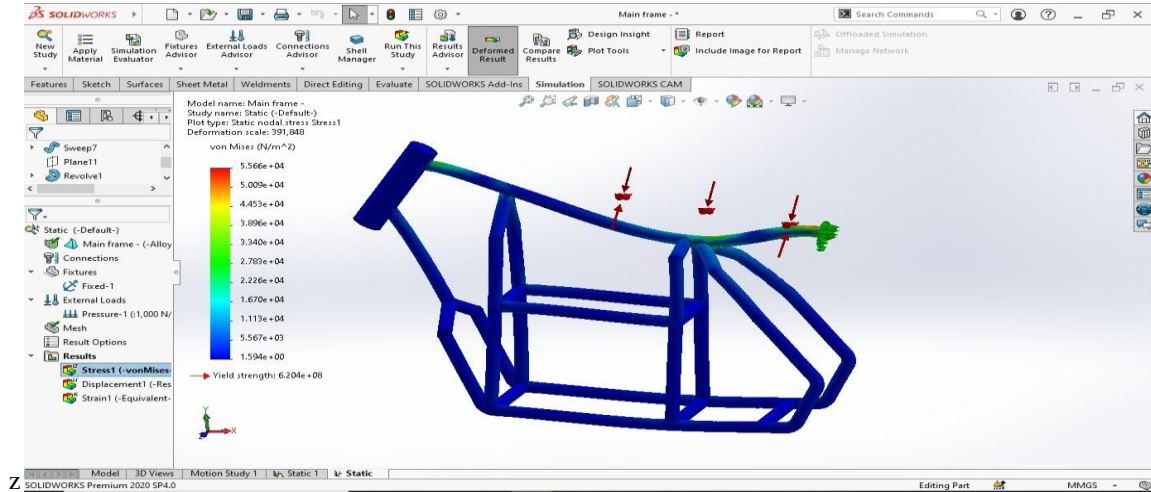 SOLIDWORKS
Main frame - *
Search Commands
New Study
Apply Material
Simulation Evaluator
Fixtures Advisor
External Loads Advisor
Connections Advisor
Shell Manager
Run This Study
Results Advisor
Deformed Result
Compare Results
Design Insight
Plot Tools
Report
Include Image for Report
Offloaded Simulation
Manage Network
Features Sketch Surfaces Sheet Metal Weldments Direct Editing Evaluate SOLIDWORKS Add-Ins Simulation SOLIDWORKS CAM
Sweep7
Plane11
Revolve1
Static (-Default-)
Main frame - (-Alloy
Connections
Fixtures
Fixed-1
External Loads
Pressure-1 (:1,000 N/
Mesh
Result Options
Results
Stress1 (-vonMises-
Displacement1 (-Res
Strain1 (-Equivalent-
Model name: Main frame -
Study name: Static (-Default-)
Plot type: Static nodal stress Stress1
Deformation scale: 391,848
von Mises (N/m^2)
5.566e+04
5.009e+04
4.453e+04
3.896e+04
3.340e+04
2.783e+04
2.226e+04
1.670e+04
1.113e+04
5.567e+03
1.594e+00
Yield strength: 6.204e+08
Y
X
Model 3D Views Motion Study 1 Static 1 Static
Z
SOLIDWORKS Premium 2020 SP4.0
Editing Part
MMGS